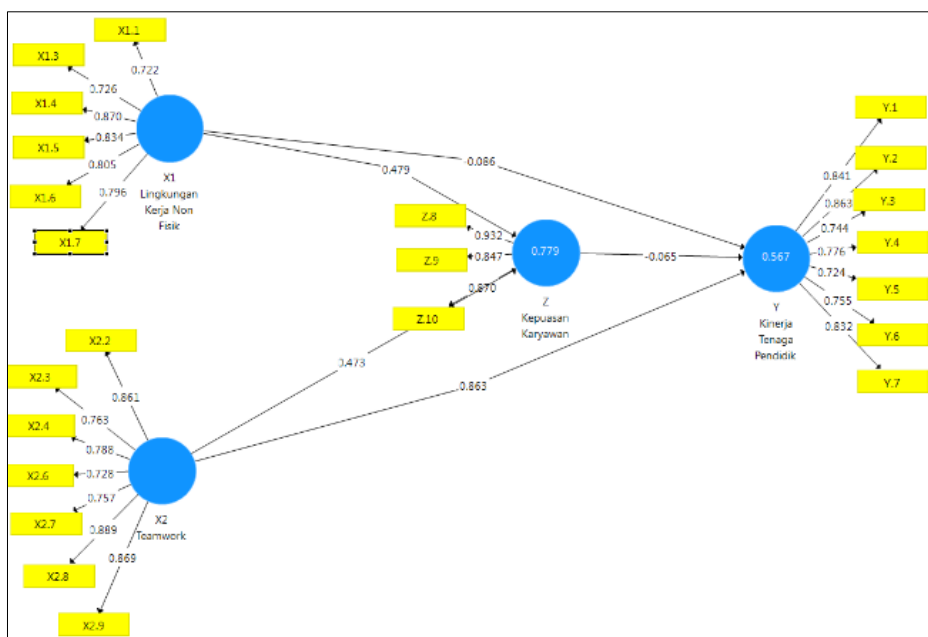 X1.1
X1.3
0.722
0.726
X1.4
0.870
0.834
X1.5
0.805
X1.6
0.796
X1.7
X1
Lingkungan
Kerja Non
Fisik
-0.086
0.479
Z.8
0.932
Z.9
0.847
0.870
Z.10
0.779
Z
Kepuasan
Karyawan
-0.065
0.567
Y
Kinerja
Tenaga
Pendidik
Y.1
Y.2
0.841
0.863
Y.3
0.744
Y.4
0.776
0.724
Y.5
0.755
0.832
Y.6
Y.7
0.473
0.863
X2.2
X2.3
0.861
0.763
X2.4
0.788
X2.6
0.728
0.757
X2.7
0.889
0.869
X2.8
X2.9
X2
Teamwork